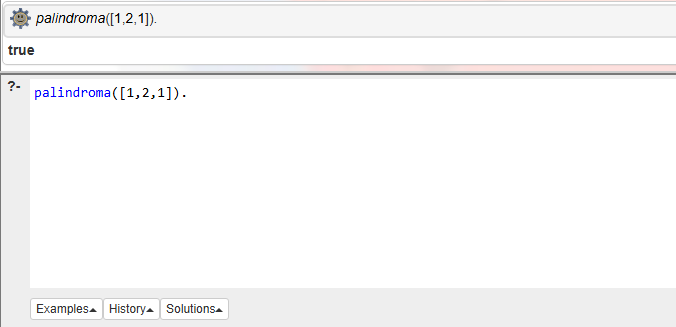 palindroma([1,2,1]).
true
?- palindroma([1,2,1]).
Examples▲ History▲ Solutions▲